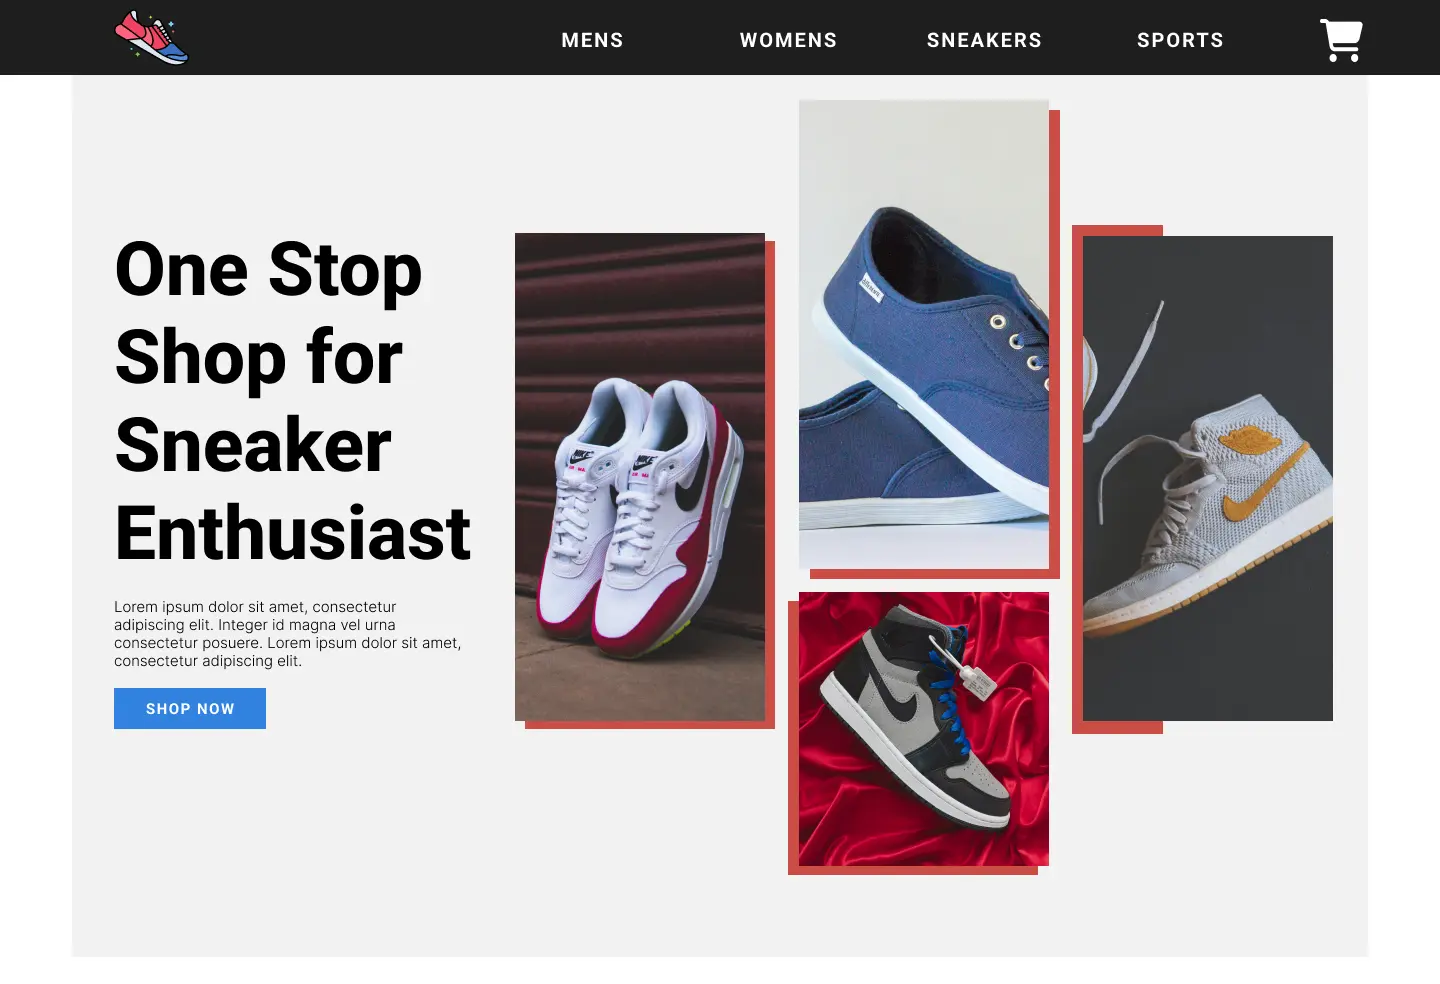 MENS
WOMENS
SNEAKERS
SPORTS
One Stop
Shop for
Sneaker
Enthusiast
Lorem ipsum dolor sit amet, consectetur
adipiscing elit. Integer id magna vel urna
consectetur posuere. Lorem ipsum dolor sit amet,
consectetur adipiscing elit.
SHOP NOW